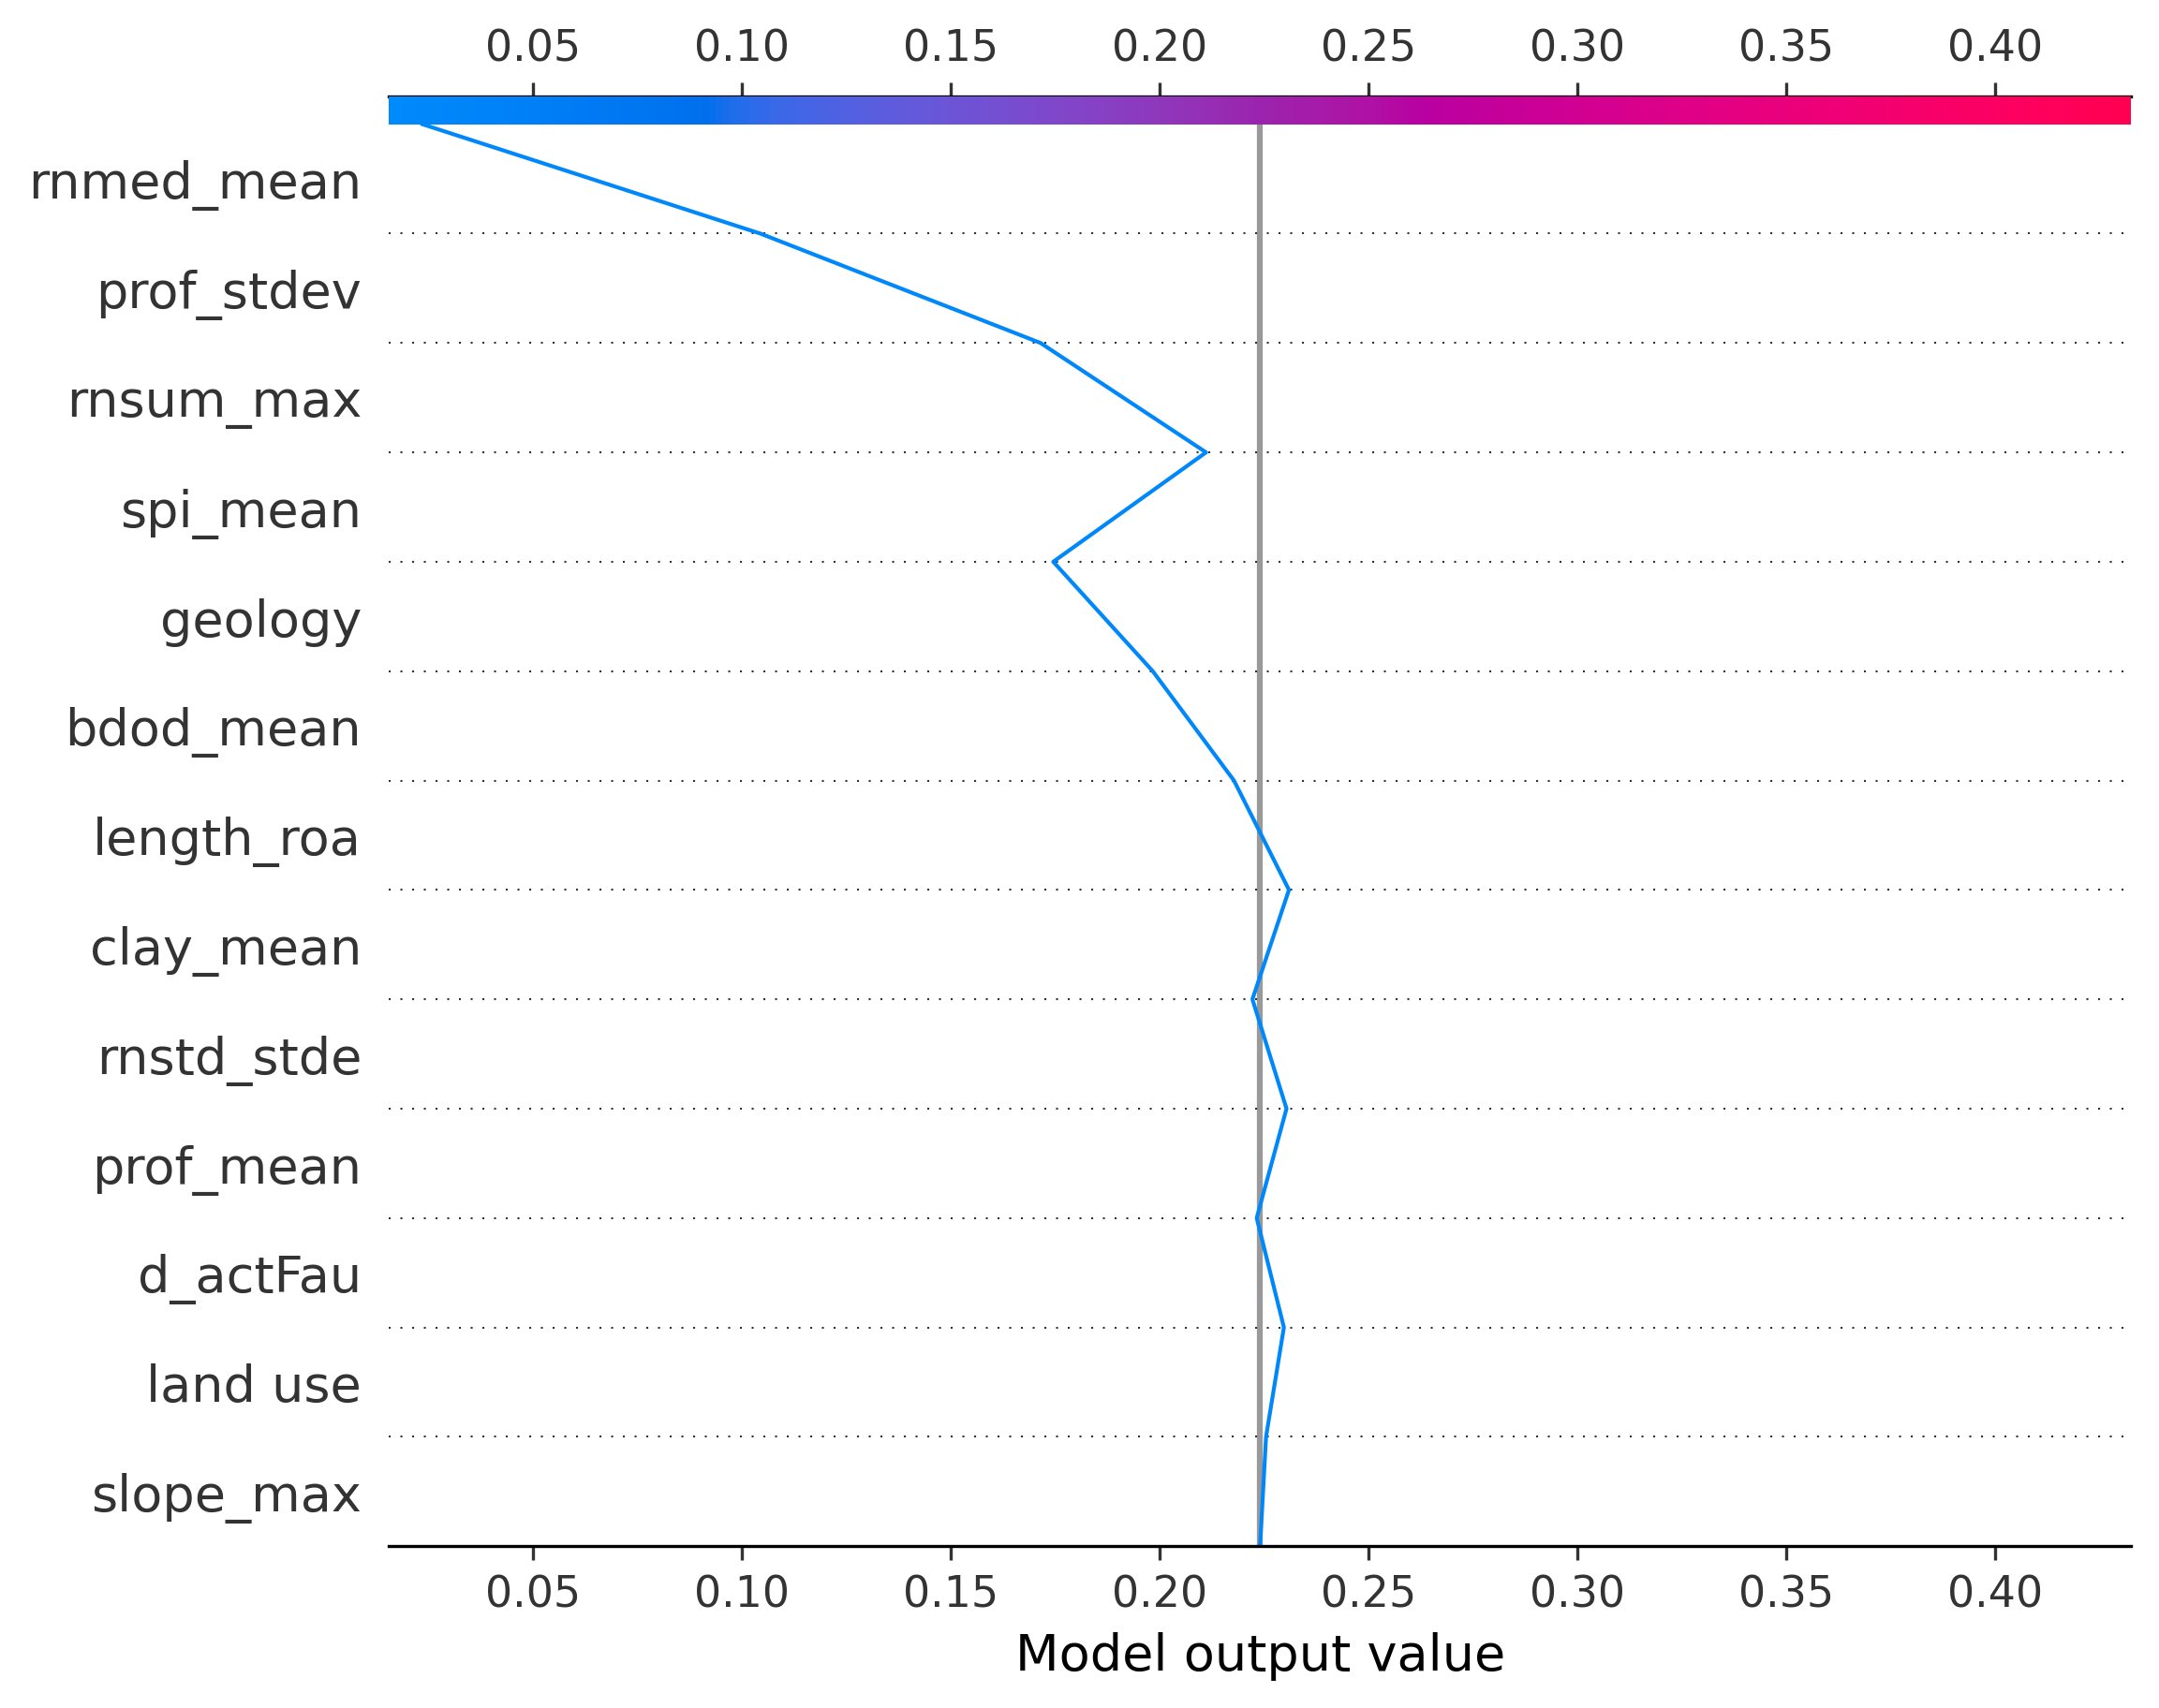 0.05 0.10 0.15 0.20 0.25 0.30 0.35 0.40
rnmed_mean
prof_stdev
rnsum_max
spi_mean
geology
bdod_mean
length_roa
clay_mean
rnstd_stde
prof_mean
d_actFau
land use
slope_max
0.05 0.10 0.15 0.20 0.25 0.30 0.35 0.40
Model output value